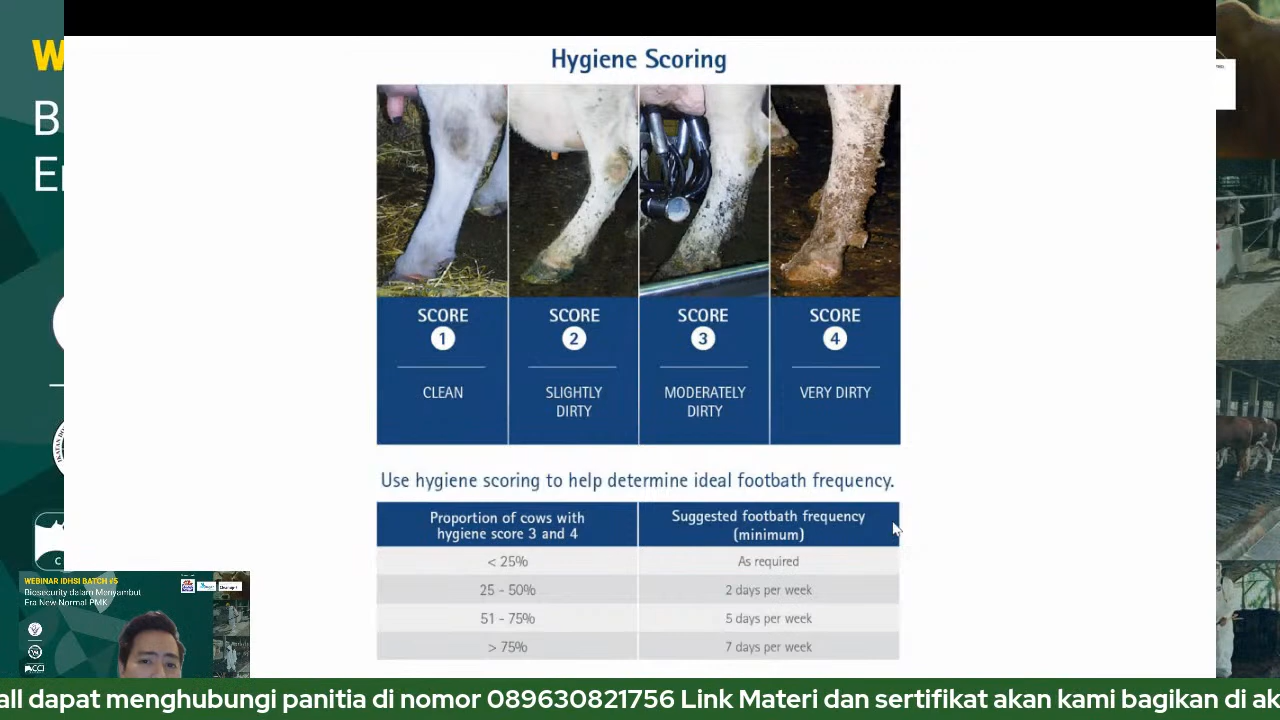 Hygiene Scoring
SCORE
1
CLEAN
SCORE
2
SLIGHTLY
DIRTY
SCORE
3
MODERATELY
DIRTY
SCORE
4
VERY DIRTY
Use hygiene scoring to help determine ideal footbath frequency.
Proportion of cows with
hygiene score 3 and 4
Suggested footbath frequency
(minimum)
< 25%
As required
25 - 50%
2 days per week
51 - 75%
5 days per week
> 75%
7 days per week
WEBINAR IDHSI BATCH #5
Biosecurity dalam Menyambut
Era New Normal PMK
all dapat menghubungi panitia di nomor 089630821756 Link Materi dan sertifikat akan kami bagikan di ak